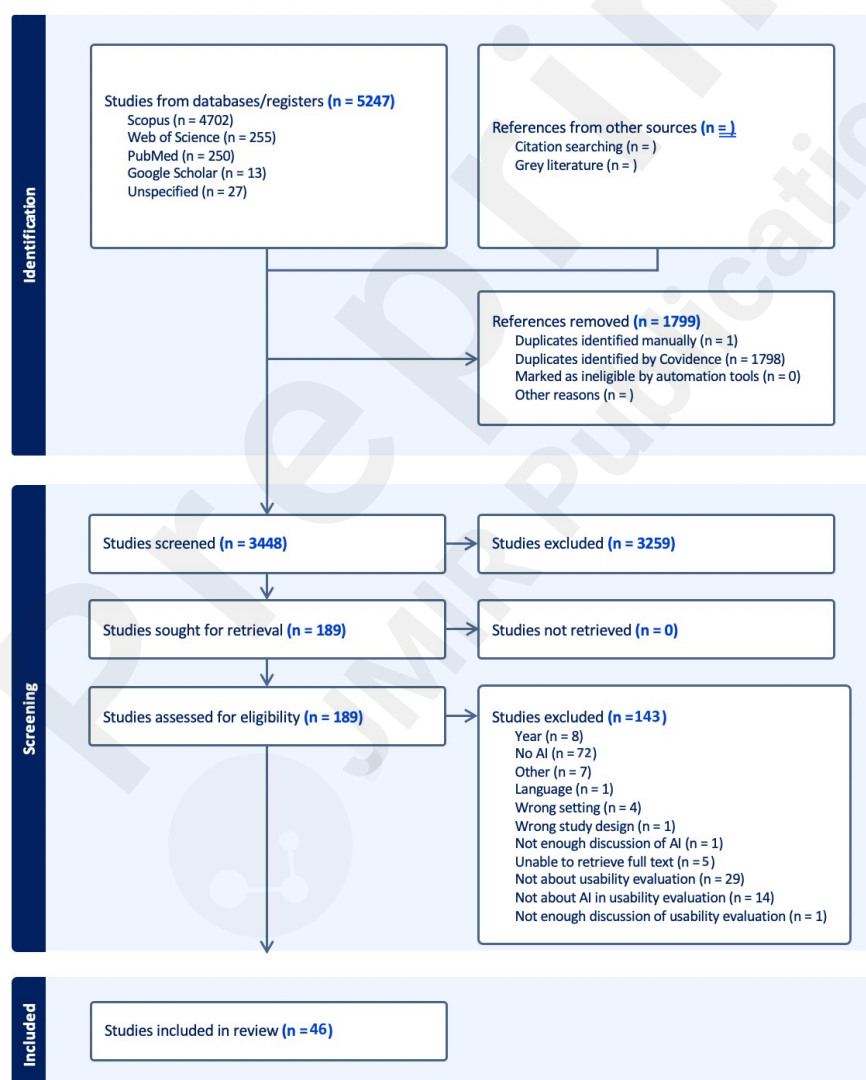 Identification
Studies from databases/registers (n = 5247)
Scopus (n = 4702)
Web of Science (n = 255)
PubMed (n = 250)
Google Scholar (n = 13)
Unspecified (n = 27)
References from other sources (n = )
Citation searching (n = )
Grey literature (n = )
References removed (n = 1799)
Duplicates identified manually (n = 1)
Duplicates identified by Covidence (n = 1798)
Marked as ineligible by automation tools (n = 0)
Other reasons (n = )
Screening
Studies screened (n = 3448)
Studies excluded (n = 3259)
Studies sought for retrieval (n = 189)
Studies not retrieved (n = 0)
Studies assessed for eligibility (n = 189)
Studies excluded (n =143)
Year (n = 8)
No AI (n =72)
Other (n = 7)
Language (n = 1)
Wrong setting (n = 4)
Wrong study design (n = 1)
Not enough discussion of AI (n = 1)
Unable to retrieve full text (n =5)
Not about usability evaluation (n = 29)
Not about AI in usability evaluation (n = 14)
Not enough discussion of usability evaluation (n = 1)
Included
Studies included in review (n =46)
Preprin
JMIR Publicatio